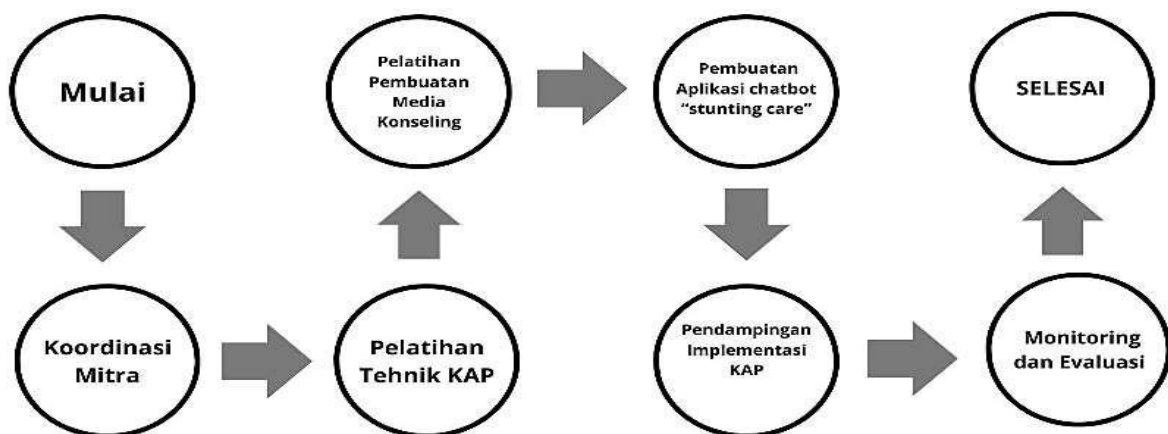 Mulai
Koordinasi
Mitra
Pelatihan
Tehnik KAP
Pelatihan
Pembuatan
Media
Konseling
Pembuatan
Aplikasi chatbot
“stunting care”
Pendampingan
Implementasi
KAP
Monitoring
dan Evaluasi
SELESAI